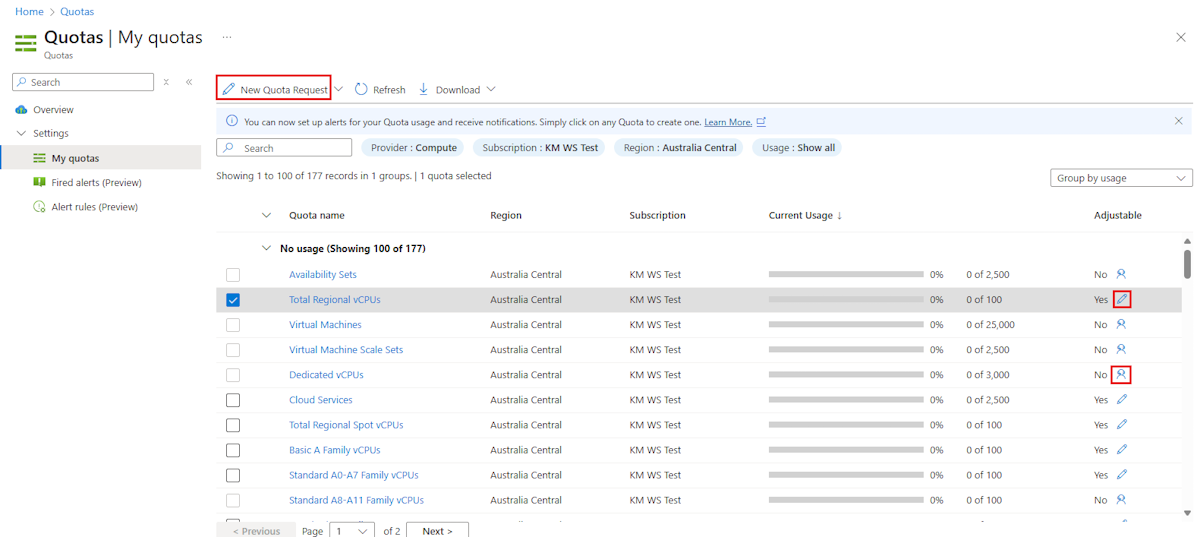 Home > Quotas
Quotas | My quotas ...
Quotas
Search
Overview
Settings
My quotas
Fired alerts (Preview)
Alert rules (Preview)
New Quota Request Refresh Download
You can now set up alerts for your Quota usage and receive notifications. Simply click on any Quota to create one. Learn More.
Search Provider : Compute Subscription : KM WS Test Region : Australia Central Usage : Show all
Showing 1 to 100 of 177 records in 1 groups. | 1 quota selected
Group by usage
Quota name Region Subscription Current Usage ↓ Adjustable
No usage (Showing 100 of 177)
Availability Sets Australia Central KM WS Test 0% 0 of 2,500 No
Total Regional vCPUs Australia Central KM WS Test 0% 0 of 100 Yes
Virtual Machines Australia Central KM WS Test 0% 0 of 25,000 No
Virtual Machine Scale Sets Australia Central KM WS Test 0% 0 of 2,500 No
Dedicated vCPUs Australia Central KM WS Test 0% 0 of 3,000 No
Cloud Services Australia Central KM WS Test 0% 0 of 2,500 Yes
Total Regional Spot vCPUs Australia Central KM WS Test 0% 0 of 100 Yes
Basic A Family vCPUs Australia Central KM WS Test 0% 0 of 100 Yes
Standard A0-A7 Family vCPUs Australia Central KM WS Test 0% 0 of 100 Yes
Standard A8-A11 Family vCPUs Australia Central KM WS Test 0% 0 of 100 No
< Previous Page 1 of 2 Next >